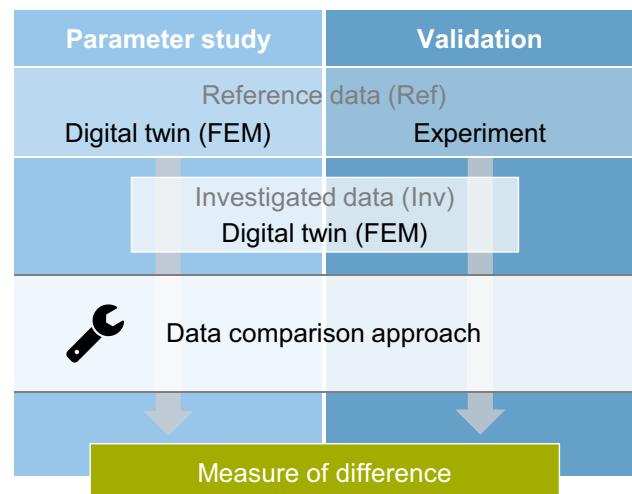 Parameter study Validation
Reference data (Ref)
Digital twin (FEM) Experiment
Investigated data (Inv)
Digital twin (FEM)
Data comparison approach
Measure of difference